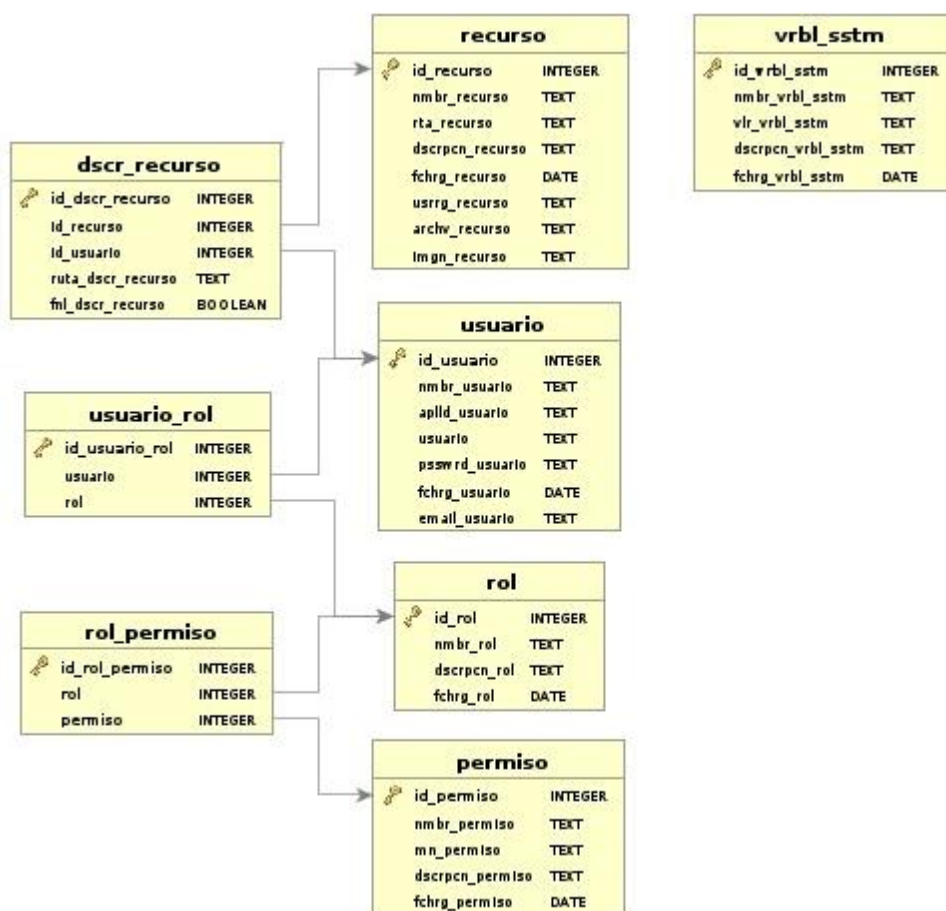 recurso
id_recurso INTEGER
nmbr_recurso TEXT
rta_recurso TEXT
dscrpcn_recurso TEXT
fchrg_recurso DATE
usrrg_recurso TEXT
archv_recurso TEXT
imgn_recurso TEXT
vrbl_sstm
id_vrbl_sstm INTEGER
nmbr_vrbl_sstm TEXT
vlr_vrbl_sstm TEXT
dscrpcn_vrbl_sstm TEXT
fchrg_vrbl_sstm DATE
dscr_recurso
id_dscr_recurso INTEGER
id_recurso INTEGER
id_usuario INTEGER
ruta_dscr_recurso TEXT
fnl_dscr_recurso BOOLEAN
usuario
id_usuario INTEGER
nmbr_usuario TEXT
aplld_usuario TEXT
usuario TEXT
psswrd_usuario TEXT
fchrg_usuario DATE
email_usuario TEXT
usuario_rol
id_usuario_rol INTEGER
usuario INTEGER
rol INTEGER
rol
id_rol INTEGER
nmbr_rol TEXT
dscrpcn_rol TEXT
fchrg_rol DATE
rol_permiso
id_rol_permiso INTEGER
rol INTEGER
permiso INTEGER
permiso
id_permiso INTEGER
nmbr_permiso TEXT
mn_permiso TEXT
dscrpcn_permiso TEXT
fchrg_permiso DATE